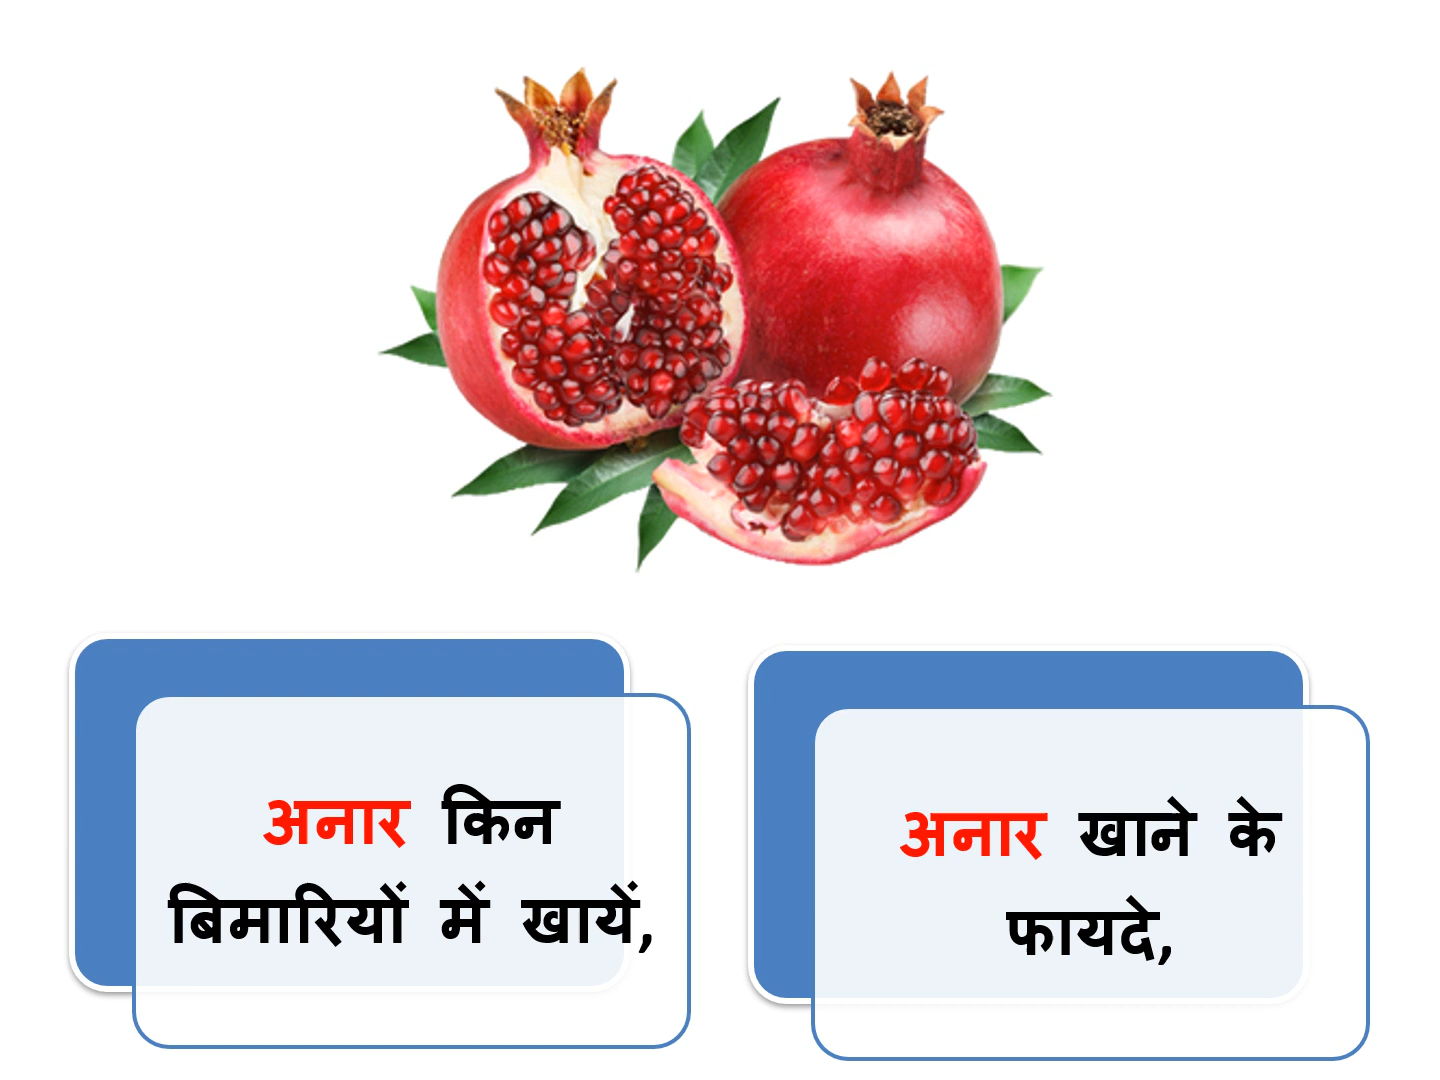 अनार किन
बिमारियों में खायें,
अनार खाने के
फायदे,